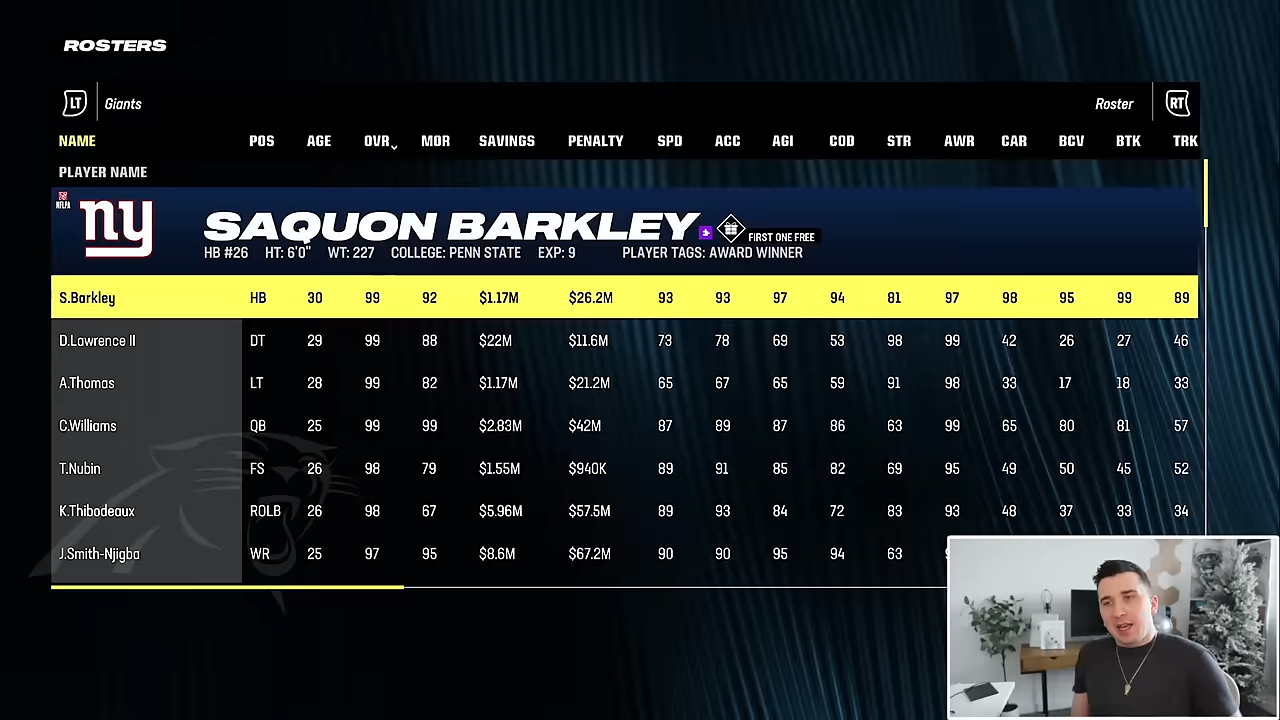 ROSTERS
LT Giants Roster RT
NAME POS AGE OVR MOR SAVINGS PENALTY SPD ACC AGI COD STR AWR CAR BCV BTK TRK
PLAYER NAME
NFLPA
ny SAQUON BARKLEY FIRST ONE FREE
HB #26 HT: 6'0" WT: 227 COLLEGE: PENN STATE EXP: 9 PLAYER TAGS: AWARD WINNER
S.Barkley HB 30 99 92 $1.17M $26.2M 93 93 97 94 81 97 98 95 99 89
D.Lawrence II DT 29 99 88 $22M $11.6M 73 78 69 53 98 99 42 26 27 46
A.Thomas LT 28 99 82 $1.17M $21.2M 65 67 65 59 91 98 33 17 18 33
C.Williams QB 25 99 99 $2.83M $42M 87 89 87 86 63 99 65 80 81 57
T.Nubin FS 26 98 79 $1.55M $940K 89 91 85 82 69 95 49 50 45 52
K.Thibodeaux ROLB 26 98 67 $5.96M $57.5M 89 93 84 72 83 93 48 37 33 34
J.Smith-Njigba WR 25 97 95 $8.6M $67.2M 90 90 95 94 63